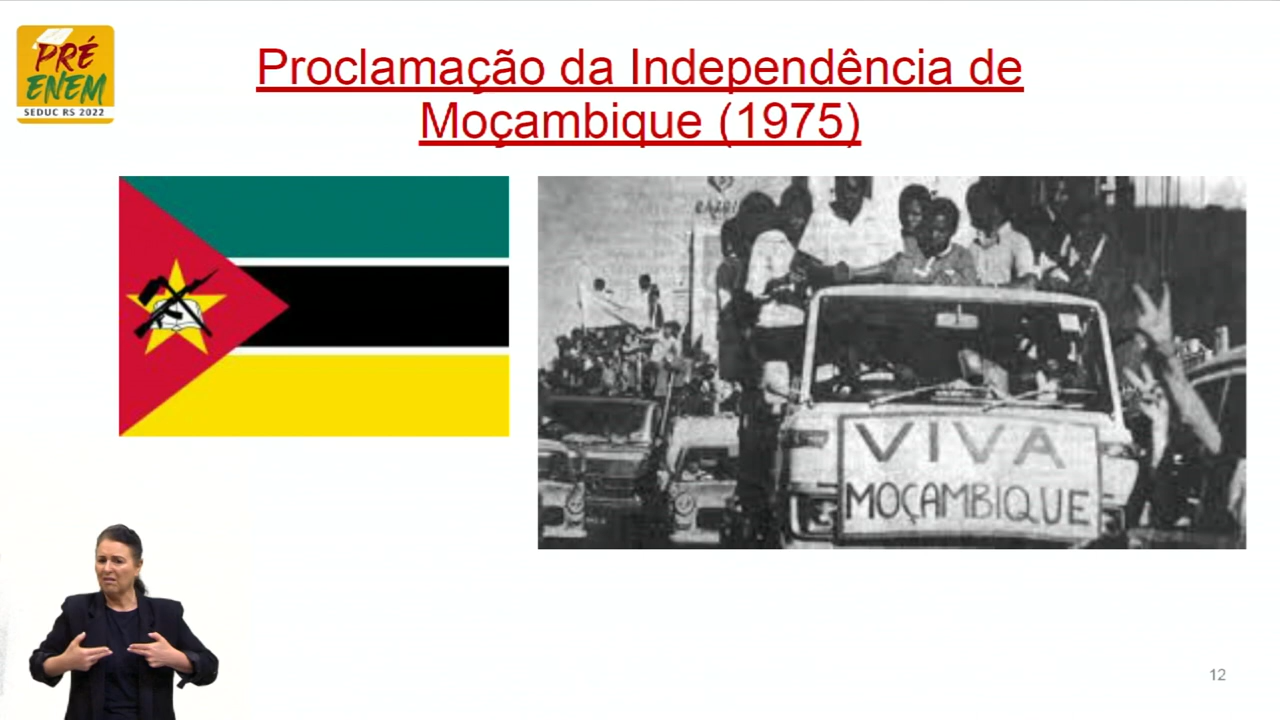 PRÉ
ENEM
SEDUC RS 2022
Proclamação da Independência de
Moçambique (1975)
VIVA
MOÇAMBIQUE
12